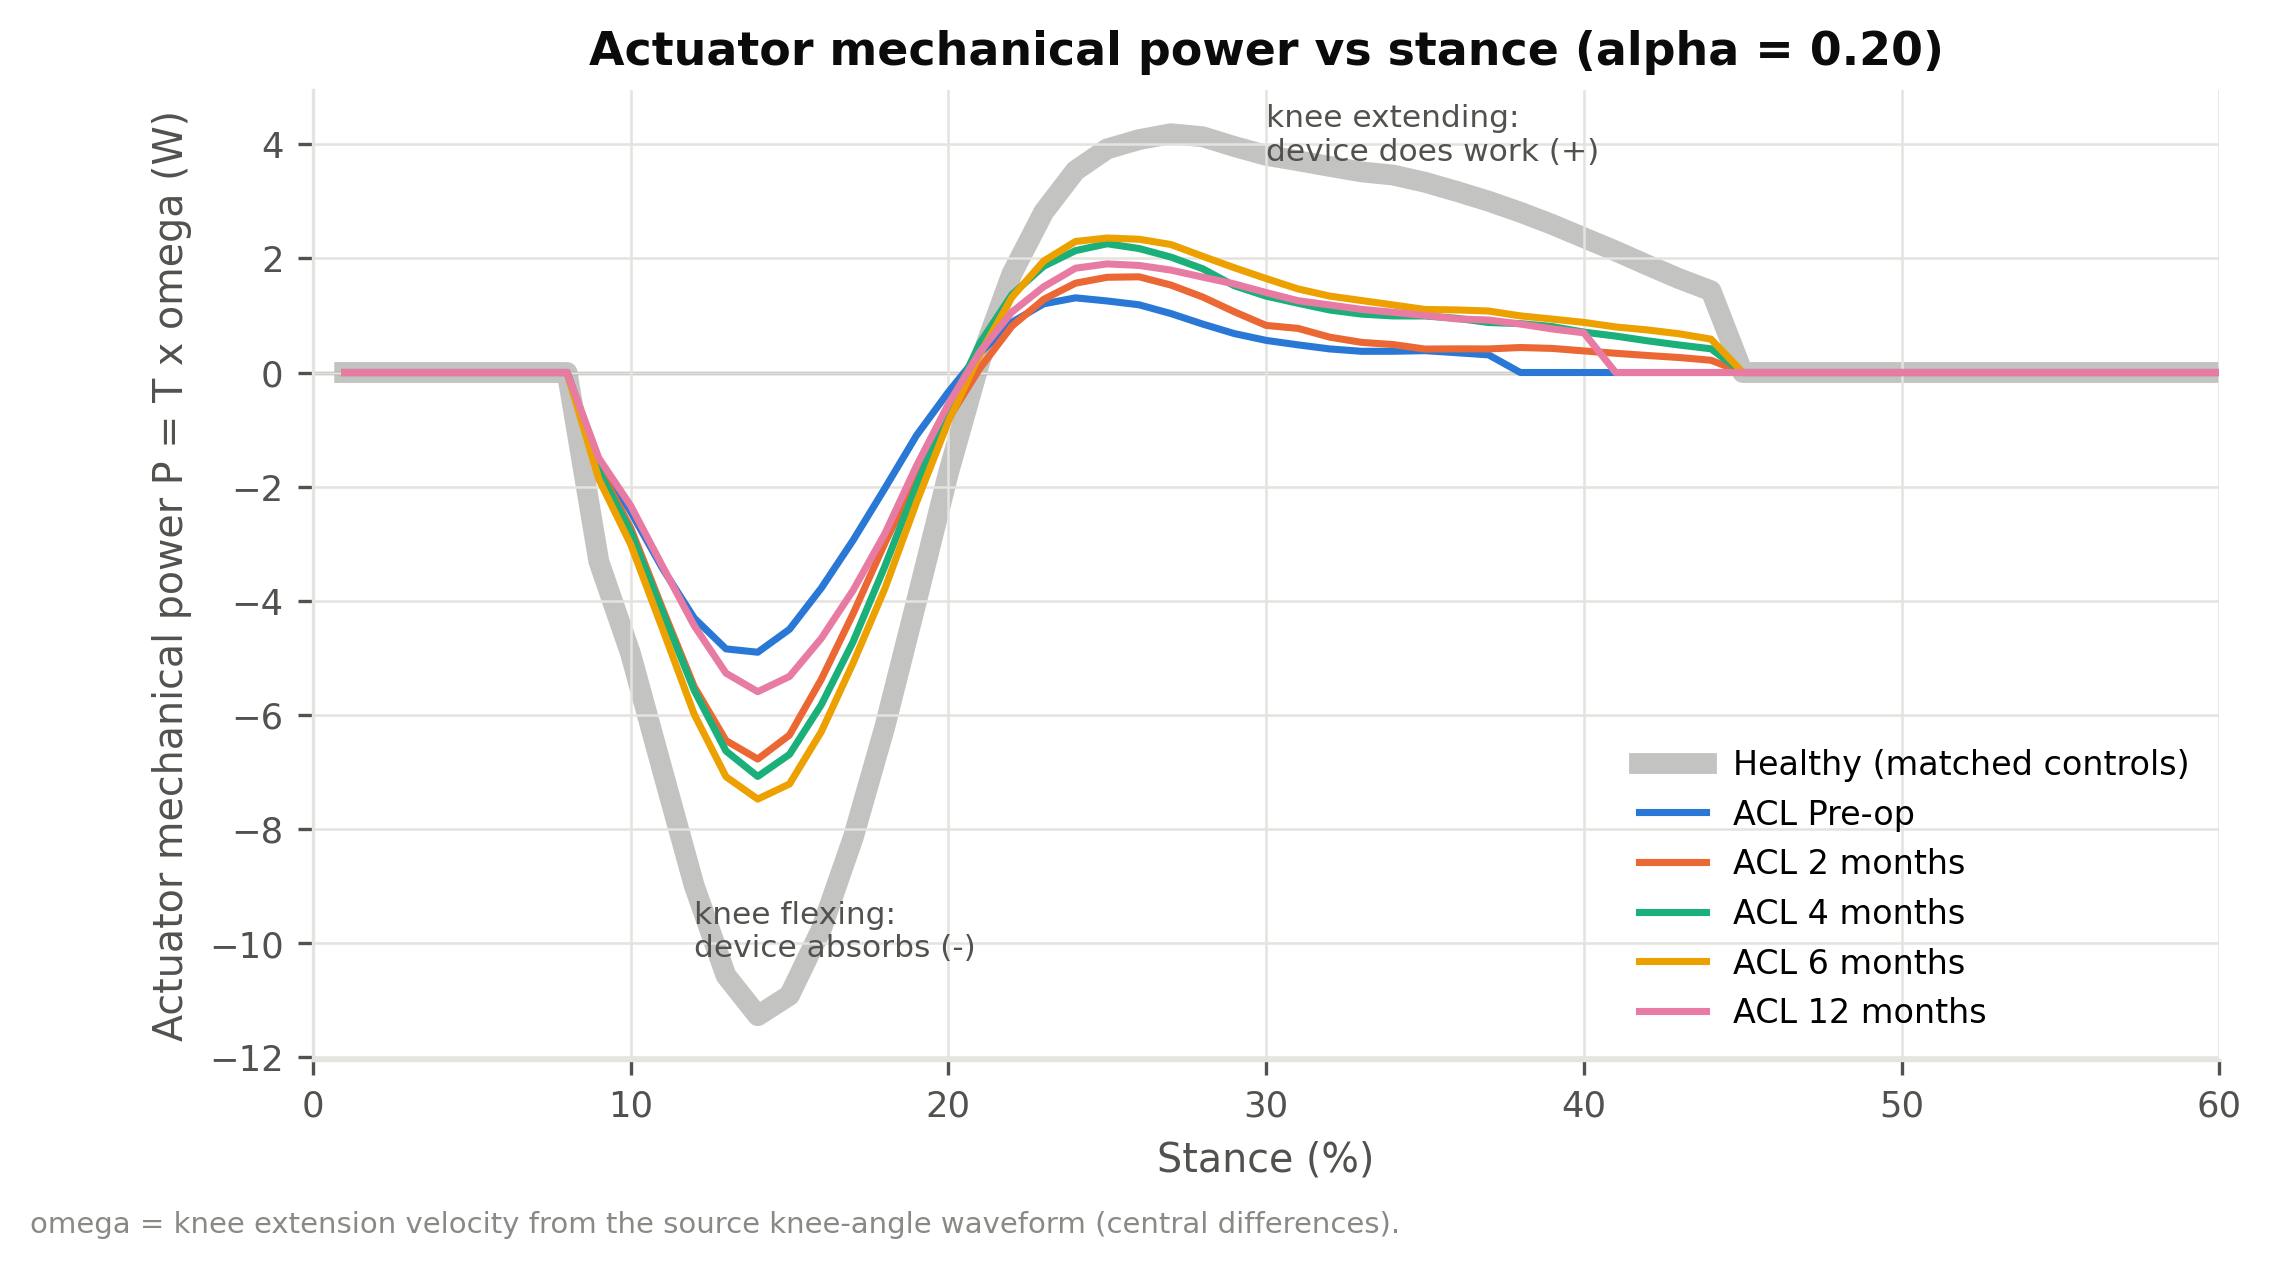 Actuator mechanical power vs stance (alpha = 0.20)
Actuator mechanical power P = T x omega (W)
4
2
0
−2
−4
−6
−8
−10
−12
knee extending:
device does work (+)
knee flexing:
device absorbs (-)
Healthy (matched controls)
ACL Pre-op
ACL 2 months
ACL 4 months
ACL 6 months
ACL 12 months
0 10 20 30 40 50 60
Stance (%)
omega = knee extension velocity from the source knee-angle waveform (central differences).